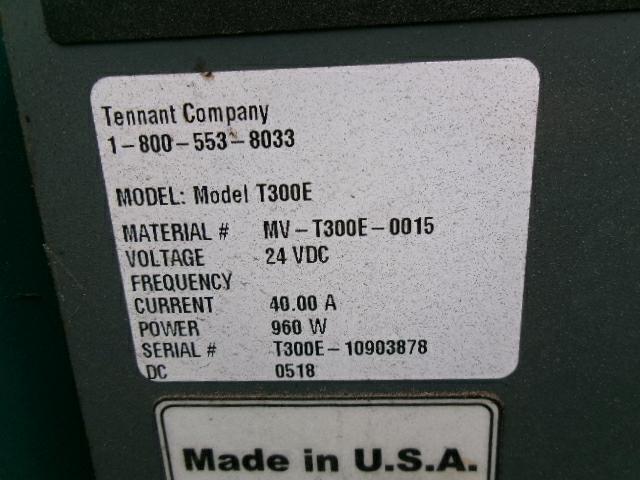 Tennant Company
1-800-553-8033
MODEL: Model T300E
MATERIAL # MV-T300E-0015
VOLTAGE 24 VDC
FREQUENCY
CURRENT 40.00 A
POWER 960 W
SERIAL # T300E-10903878
DC 0518
Made in U.S.A.